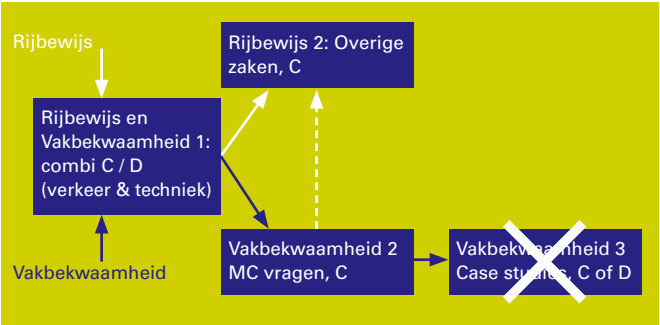 Rijbewijs
Rijbewijs 2: Overige
zaken, C
Rijbewijs en
Vakbekwaamheid 1:
combi C / D
(verkeer & techniek)
Vakbekwaamheid
Vakbekwaamheid 2
MC vragen, C
Vakbekwaamheid 3
Case studies, C of D